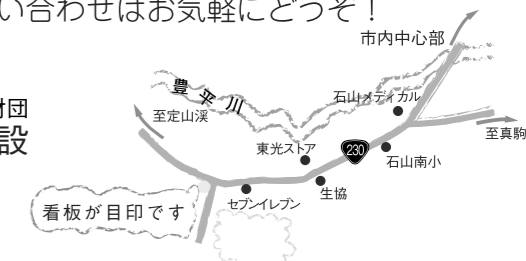 い合わせはお気軽にどうぞ！
市内中心部
豊平川
石山メディカル
財団
至定山渓
設
東光ストア
230
至真駒
石山南小
セブンイレブン
生協
看板が目印です